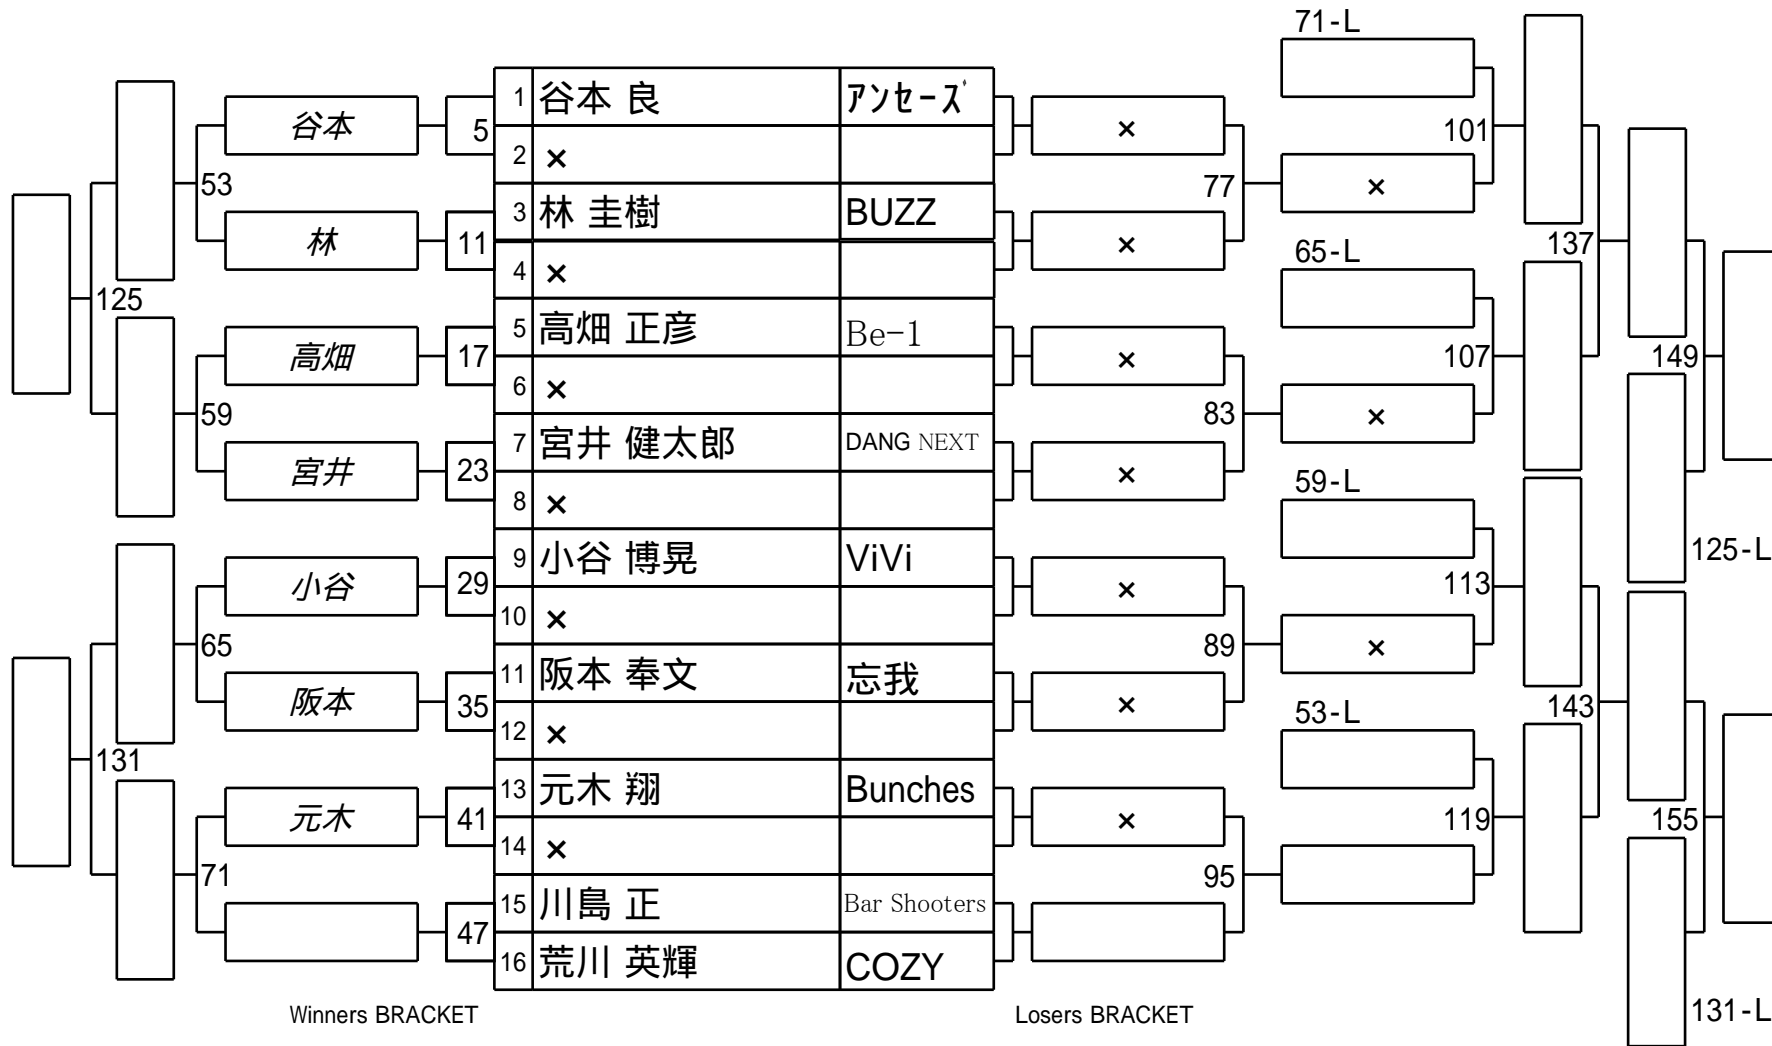 71-L
1 谷本 良 アンセーズ
谷本 5 × 101
2 ×
53 77 ×
3 林 圭樹 BUZZ
林 11 × 137
4 × 65-L
125
5 高畑 正彦 Be-1
高畑 17 × 107 149
6 ×
59 83 ×
7 宮井 健太郎 DANG NEXT
宮井 23 ×
8 × 59-L
9 小谷 博晃 ViVi 125-L
小谷 29 × 113
10 ×
65 89 ×
11 阪本 奉文 忘我
阪本 35 × 53-L 143
12 ×
131
13 元木 翔 Bunches
元木 41 × 119 155
14 ×
71 95
15 川島 正 Bar Shooters
47
16 荒川 英輝 COZY
Winners BRACKET Losers BRACKET 131-L